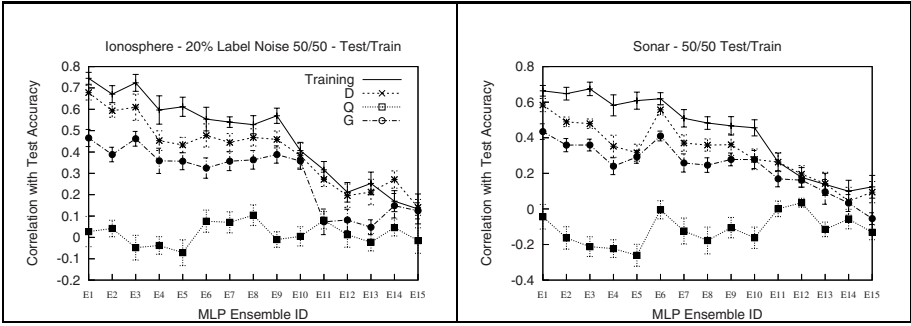 Ionosphere - 20% Label Noise 50/50 - Test/Train
Correlation with Test Accuracy
0.8
0.7
0.6
0.5
0.4
0.3
0.2
0.1
0
-0.1
-0.2
Training
D
Q
G
E1 E2 E3 E4 E5 E6 E7 E8 E9 E10 E11 E12 E13 E14 E15
MLP Ensemble ID
Sonar - 50/50 Test/Train
Correlation with Test Accuracy
0.8
0.6
0.4
0.2
0
-0.2
-0.4
E1 E2 E3 E4 E5 E6 E7 E8 E9 E10 E11 E12 E13 E14 E15
MLP Ensemble ID